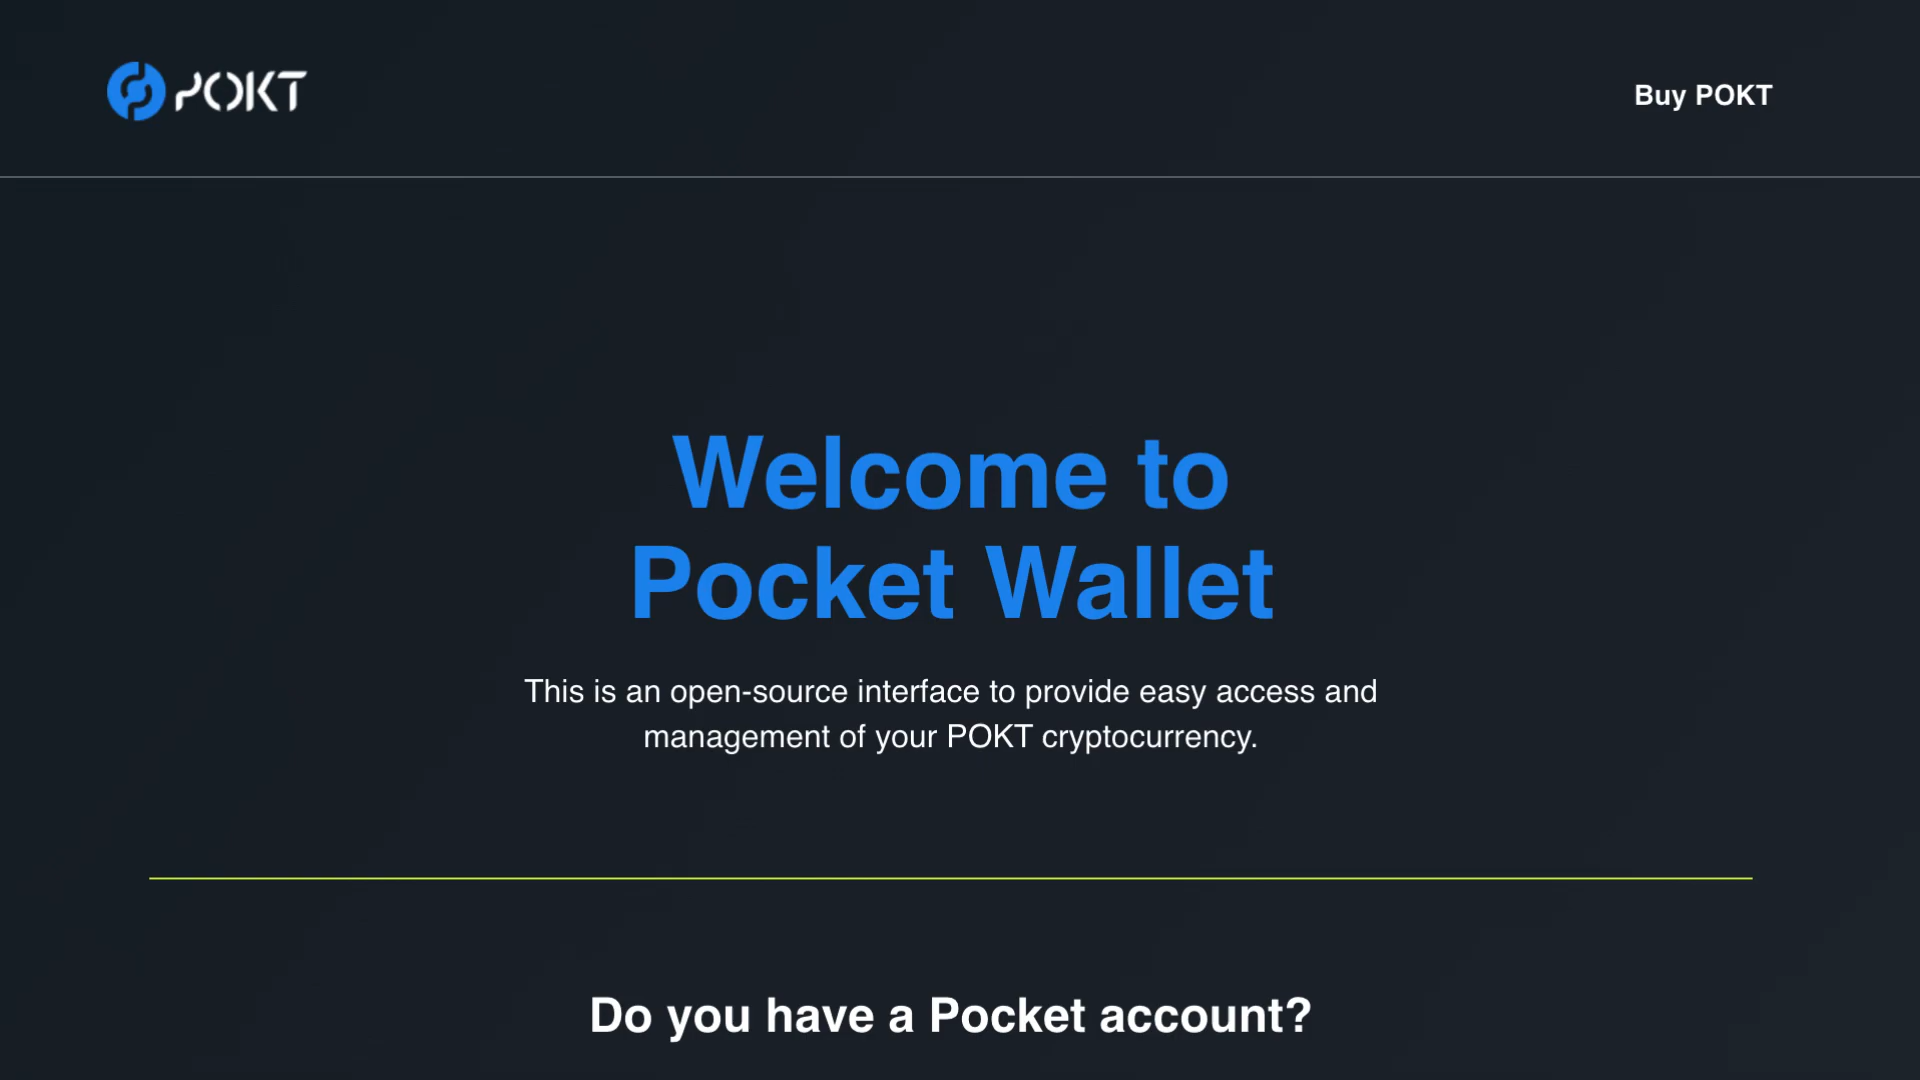 POKT
Buy POKT
Welcome to
Pocket Wallet
This is an open-source interface to provide easy access and
management of your POKT cryptocurrency.
Do you have a Pocket account?